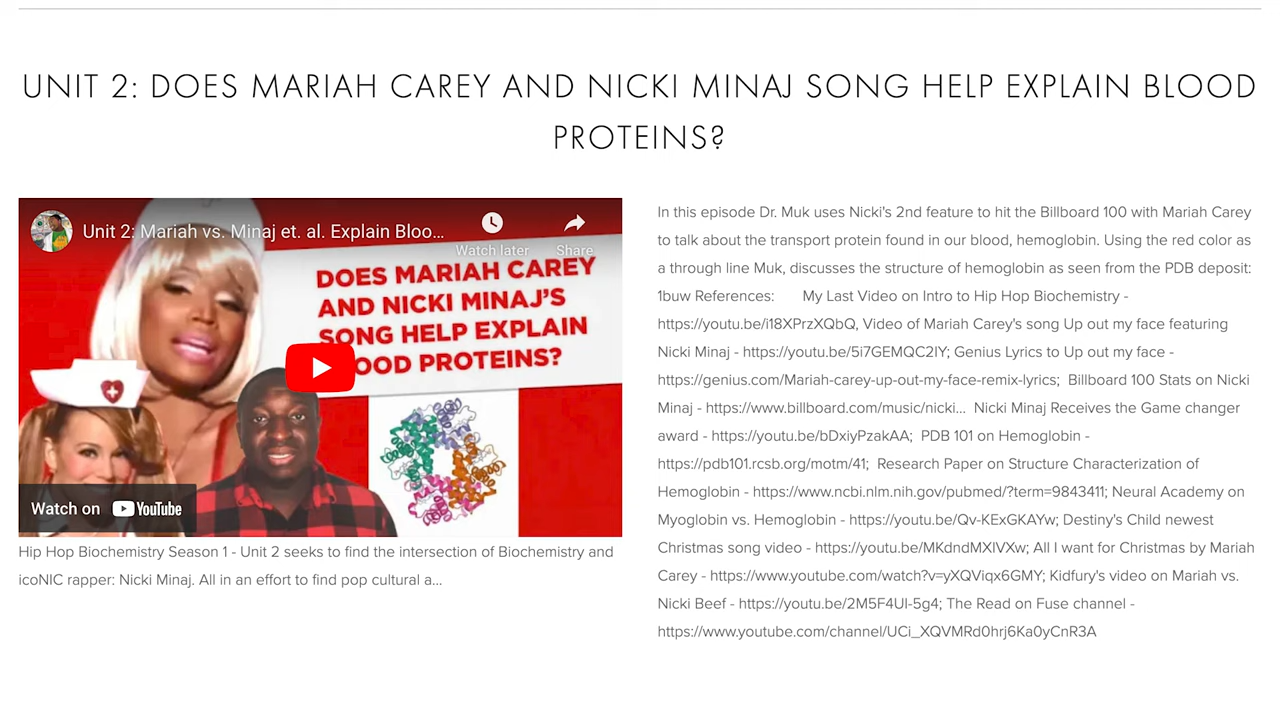 UNIT 2: DOES MARIAH CAREY AND NICKI MINAJ SONG HELP EXPLAIN BLOOD
PROTEINS?
Unit 2: Mariah vs. Minaj et. al. Explain Bloo...
Watch later
Share
DOES MARIAH CAREY
AND NICKI MINAJ'S
SONG HELP EXPLAIN
OOD PROTEINS?
Watch on YouTube
Hip Hop Biochemistry Season 1 - Unit 2 seeks to find the intersection of Biochemistry and
icoNIC rapper: Nicki Minaj. All in an effort to find pop cultural a...
In this episode Dr. Muk uses Nicki's 2nd feature to hit the Billboard 100 with Mariah Carey
to talk about the transport protein found in our blood, hemoglobin. Using the red color as
a through line Muk, discusses the structure of hemoglobin as seen from the PDB deposit:
1buw References: My Last Video on Intro to Hip Hop Biochemistry -
https://youtu.be/i18XPrzXQbQ, Video of Mariah Carey's song Up out my face featuring
Nicki Minaj - https://youtu.be/5i7GEMQC2IY; Genius Lyrics to Up out my face -
https://genius.com/Mariah-carey-up-out-my-face-remix-lyrics; Billboard 100 Stats on Nicki
Minaj - https://www.billboard.com/music/nicki... Nicki Minaj Receives the Game changer
award - https://youtu.be/bDxiyPzakAA; PDB 101 on Hemoglobin -
https://pdb101.rcsb.org/motm/41; Research Paper on Structure Characterization of
Hemoglobin - https://www.ncbi.nlm.nih.gov/pubmed/?term=9843411; Neural Academy on
Myoglobin vs. Hemoglobin - https://youtu.be/Qv-KExGKAYw; Destiny's Child newest
Christmas song video - https://youtu.be/MKdndMXIVXw; All I want for Christmas by Mariah
Carey - https://www.youtube.com/watch?v=yXQViqx6GMY; Kidfury's video on Mariah vs.
Nicki Beef - https://youtu.be/2M5F4Ul-5g4; The Read on Fuse channel -
https://www.youtube.com/channel/UCi_XQVMRd0hrj6Ka0yCnR3A